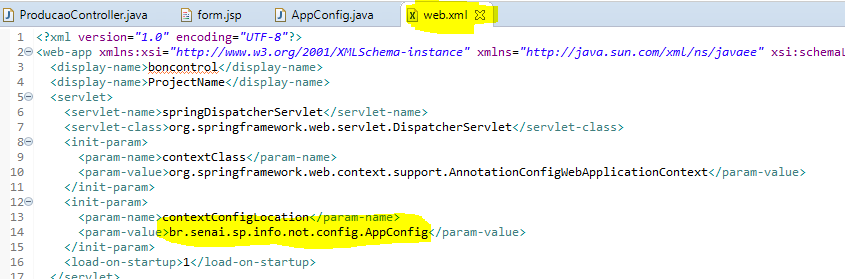 ProducaoController.java form.jsp AppConfig.java web.xml
1 <?xml version="1.0" encoding="UTF-8"?>
2 <web-app xmlns:xsi="http://www.w3.org/2001/XMLSchema-instance" xmlns="http://java.sun.com/xml/ns/javaee" xsi:schemaL
3 <display-name>boncontrol</display-name>
4 <display-name>ProjectName</display-name>
5 <servlet>
6 <servlet-name>springDispatcherServlet</servlet-name>
7 <servlet-class>org.springframework.web.servlet.DispatcherServlet</servlet-class>
8 <init-param>
9 <param-name>contextClass</param-name>
10 <param-value>org.springframework.web.context.support.AnnotationConfigWebApplicationContext</param-value>
11 </init-param>
12 <init-param>
13 <param-name>contextConfigLocation</param-name>
14 <param-value>br.senai.sp.info.not.config.AppConfig</param-value>
15 </init-param>
16 <load-on-startup>1</load-on-startup>
17 </servlet>